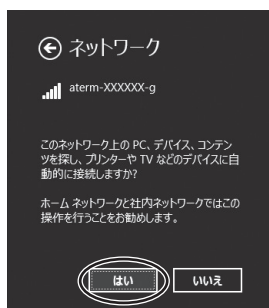 ネットワーク
aterm-XXXXXX-g
このネットワーク上の PC、デバイス、コンテン
ツを探し、プリンターや TV などのデバイスに自
動的に接続しますか?
ホーム ネットワークと社内ネットワークではこの
操作を行うことをお勧めします。
はい いいえ